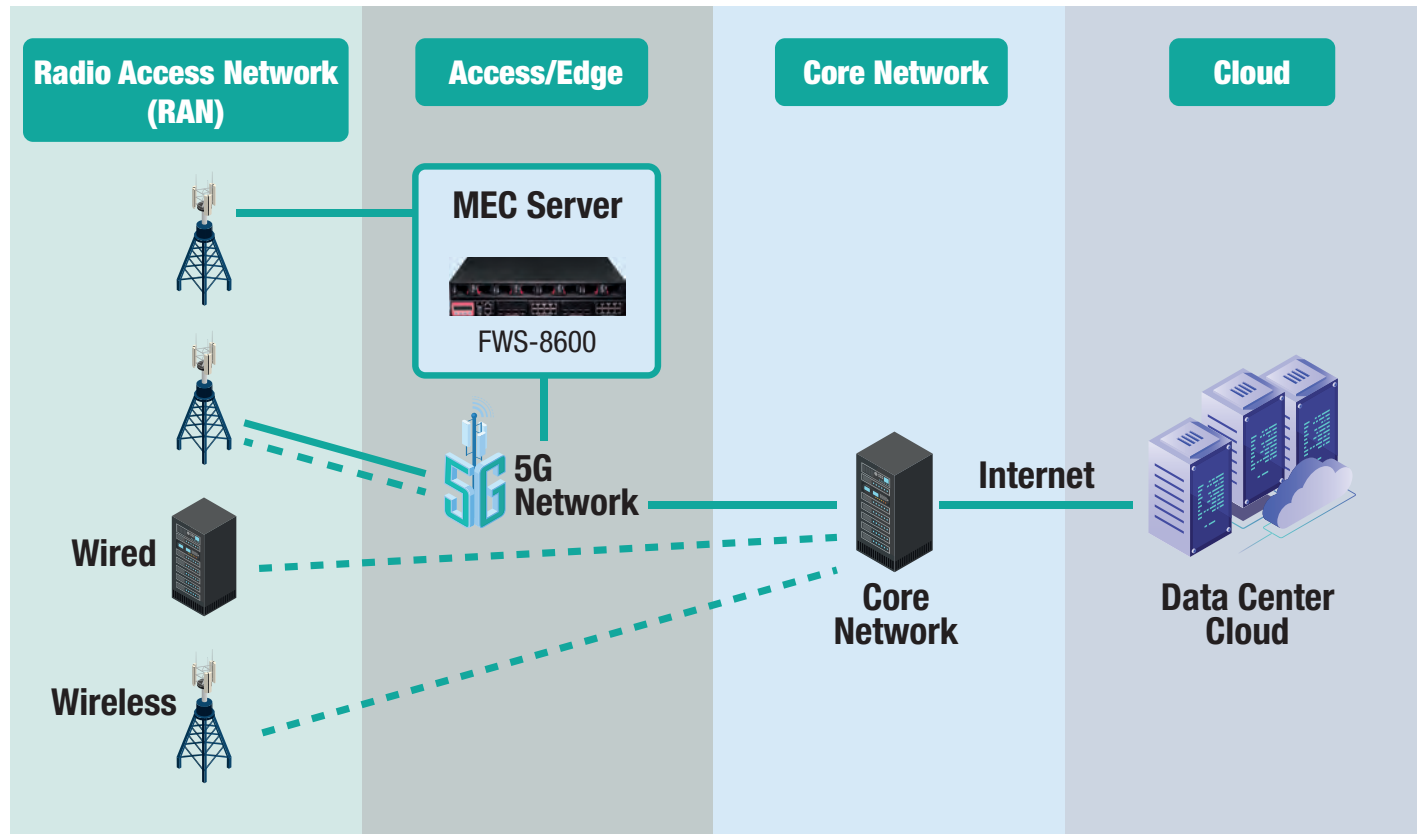 Radio Access Network
(RAN)
Access/Edge
Core Network
Cloud
MEC Server
FWS-8600
5G
5G
Network
Internet
Wired
Core
Network
Data Center
Cloud
Wireless